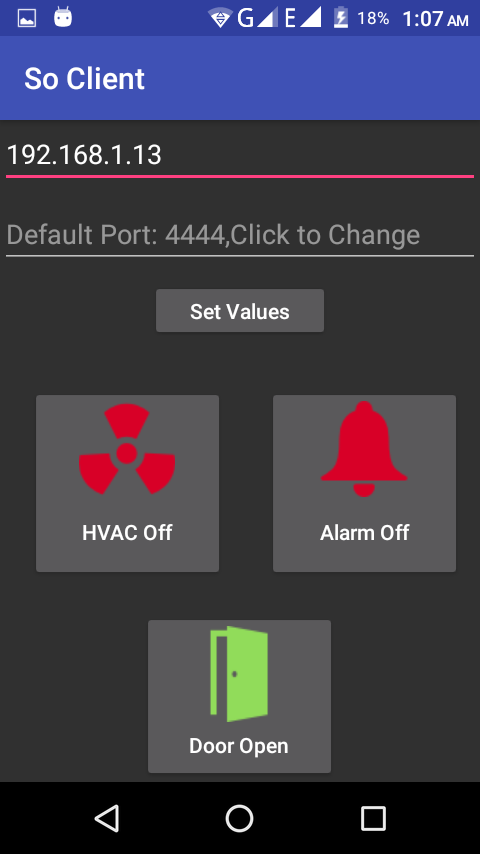 G E 18% 1:07 AM
So Client
192.168.1.13
Default Port: 4444,Click to Change
Set Values
HVAC Off
Alarm Off
Door Open